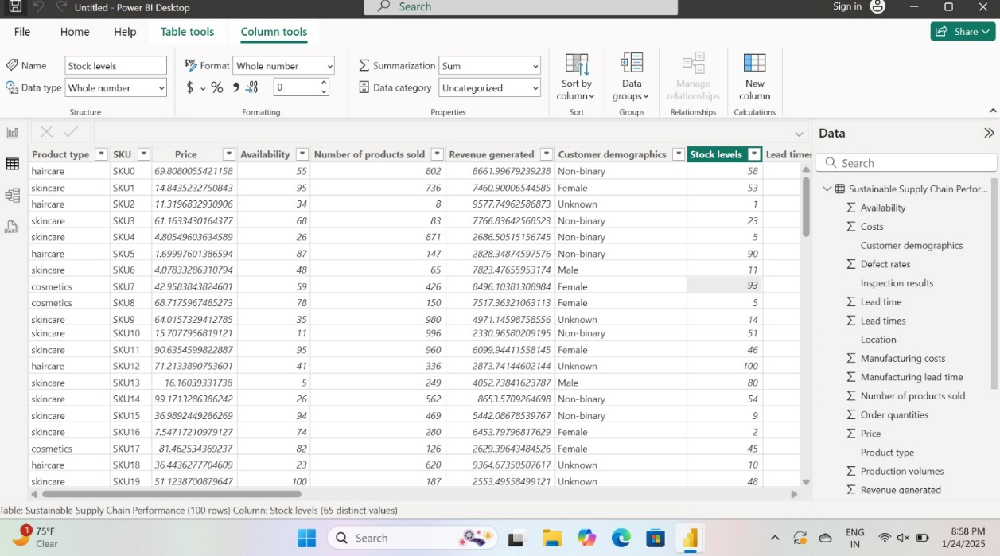 Untitled - Power BI Desktop
Search
Sign in
File Home Help Table tools Column tools
Share
Name Stock levels
$% Format Whole number
Σ Summarization Sum
Data type Whole number
$ % 0
Data category Uncategorized
Sort by column
Data groups
Manage relationships
New column
Structure Formatting Properties Sort Groups Relationships Calculations
Product type SKU Price Availability Number of products sold Revenue generated Customer demographics Stock levels Lead times
haircare SKU0 69.8080055421158 55 802 8661.99679239238 Non-binary 58
skincare SKU1 14.8435232750843 95 736 7460.90006544585 Female 53
haircare SKU2 11.3196832930906 34 8 9577.74962586873 Unknown 1
skincare SKU3 61.1633430164377 68 83 7766.83642568523 Non-binary 23
skincare SKU4 4.80549603634589 26 871 2686.50515156745 Non-binary 5
haircare SKU5 1.69997601386594 87 147 2828.34874597576 Non-binary 90
skincare SKU6 4.07833286310794 48 65 7823.47655953174 Male 11
cosmetics SKU7 42.9583843824601 59 426 8496.10381308984 Female 93
cosmetics SKU8 68.7175967485273 78 150 7517.36321063113 Female 5
skincare SKU9 64.0157329412785 35 980 4971.14598758556 Unknown 14
skincare SKU10 15.7077956819121 11 996 2330.96580209195 Non-binary 51
skincare SKU11 90.6354599822887 95 960 6099.94411558145 Female 46
haircare SKU12 71.2133890753601 41 336 2873.74144602144 Unknown 100
skincare SKU13 16.16039331738 5 249 4052.73841623787 Male 80
skincare SKU14 99.1713286386242 26 562 8653.5709264698 Non-binary 54
skincare SKU15 36.9892449286269 94 469 5442.08678539767 Non-binary 9
skincare SKU16 7.54717210979127 74 280 6453.79796817629 Female 2
cosmetics SKU17 81.462534369237 82 126 2629.39643484526 Female 45
haircare SKU18 36.4436277704609 23 620 9364.67350507617 Unknown 10
skincare SKU19 51.1238700879647 100 187 2553.49558499121 Unknown 48
Data
Search
Sustainable Supply Chain Perfor...
Σ Availability
Σ Costs
Customer demographics
Σ Defect rates
Inspection results
Σ Lead time
Σ Lead times
Location
Σ Manufacturing costs
Σ Manufacturing lead time
Σ Number of products sold
Σ Order quantities
Σ Price
Product type
Σ Production volumes
Σ Revenue generated
Table: Sustainable Supply Chain Performance (100 rows) Column: Stock levels (65 distinct values)
1
75°F
Clear
Search
ENG
IN
8:58 PM
1/24/2025